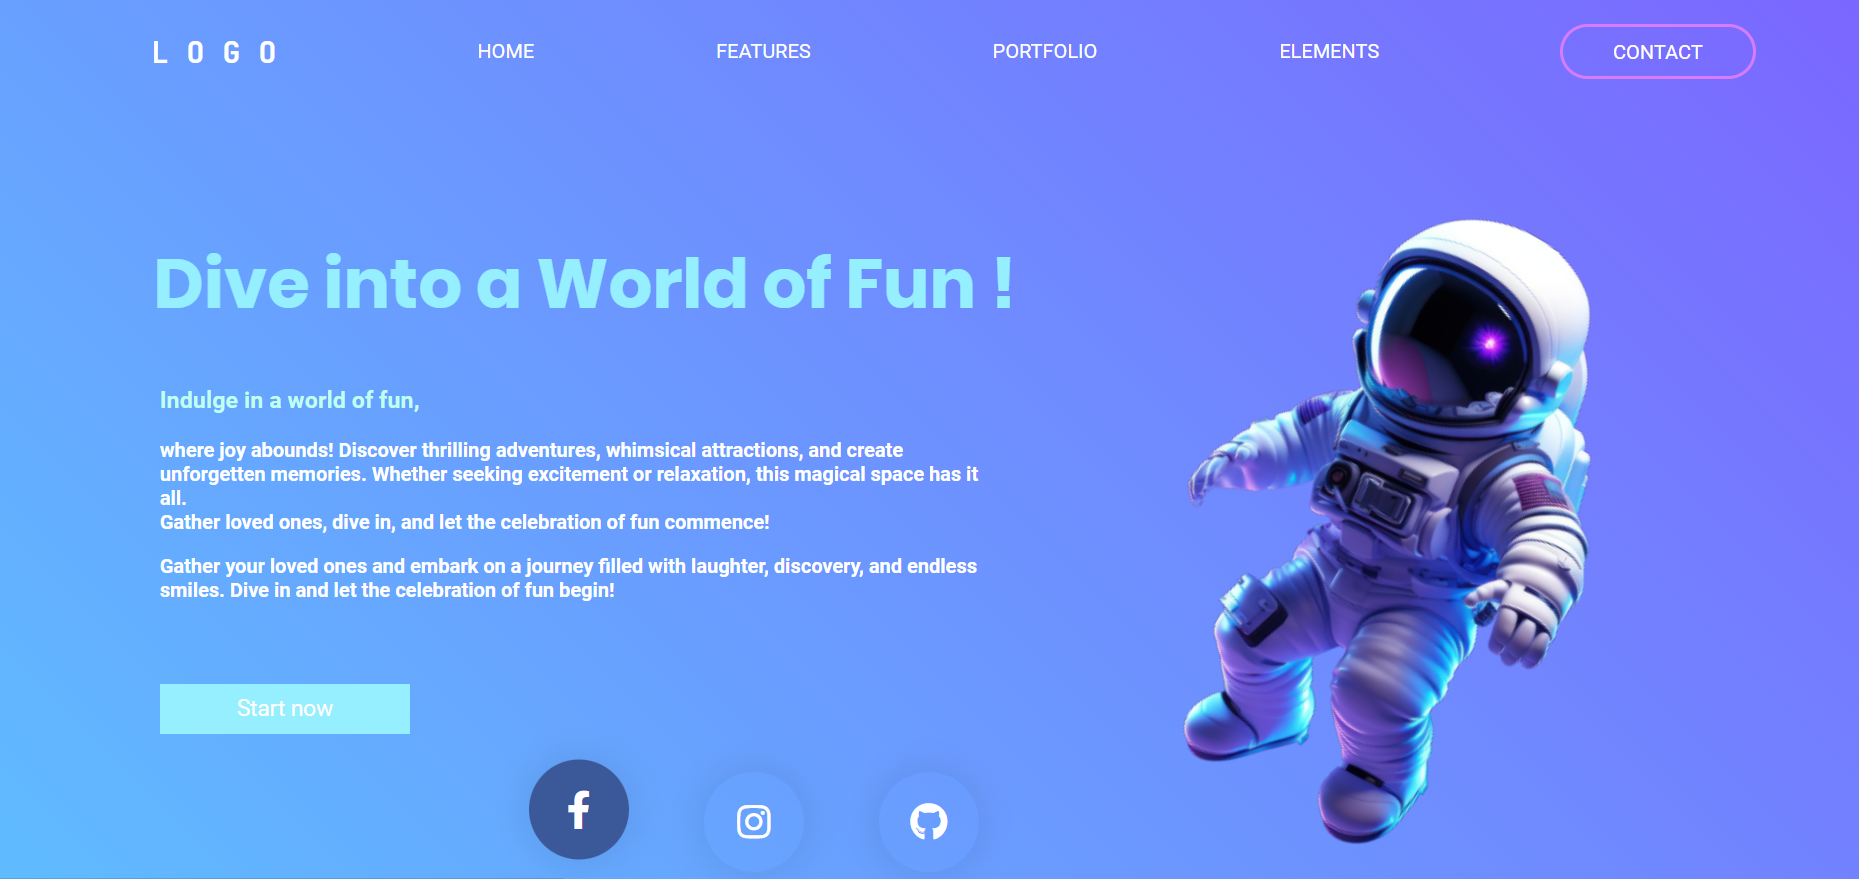 LOGO HOME FEATURES PORTFOLIO ELEMENTS CONTACT
Dive into a World of Fun !
Indulge in a world of fun,
where joy abounds! Discover thrilling adventures, whimsical attractions, and create
unforgetten memories. Whether seeking excitement or relaxation, this magical space has it
all.
Gather loved ones, dive in, and let the celebration of fun commence!
Gather your loved ones and embark on a journey filled with laughter, discovery, and endless
smiles. Dive in and let the celebration of fun begin!
Start now